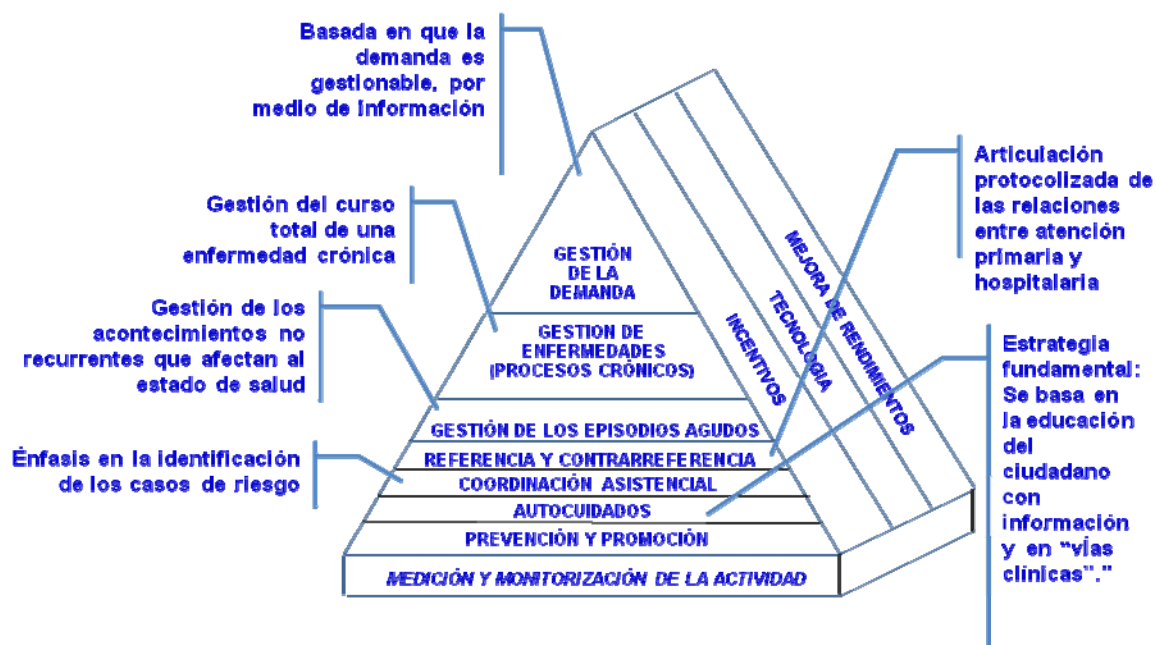 Basada en que la
demanda es
gestionable, por
medio de información
Gestión del curso
total de una
enfermedad crónica
Gestión de los
acontecimientos no
recurrentes que afectan al
estado de salud
Énfasis en la identificación
de los casos de riesgo
GESTIÓN
DE LA
DEMANDA
GESTION DE
ENFERMEDADES
(PROCESOS CRÓNICOS)
GESTIÓN DE LOS EPISODIOS AGUDOS
REFERENCIA Y CONTRARREFERENCIA
COORDINACIÓN ASISTENCIAL
AUTOCUIDADOS
PREVENCIÓN Y PROMOCIÓN
MEDICIÓN Y MONITORIZACIÓN DE LA ACTIVIDAD
INCENTIVOS
TECNOLOGIA
MEJORA DE RENDIMIENTOS
Articulación
protocolizada de
las relaciones
entre atención
primaria y
hospitalaria
Estrategia
fundamental:
Se basa en
la educación
del
ciudadano
con
información
y en "vías
clínicas"."